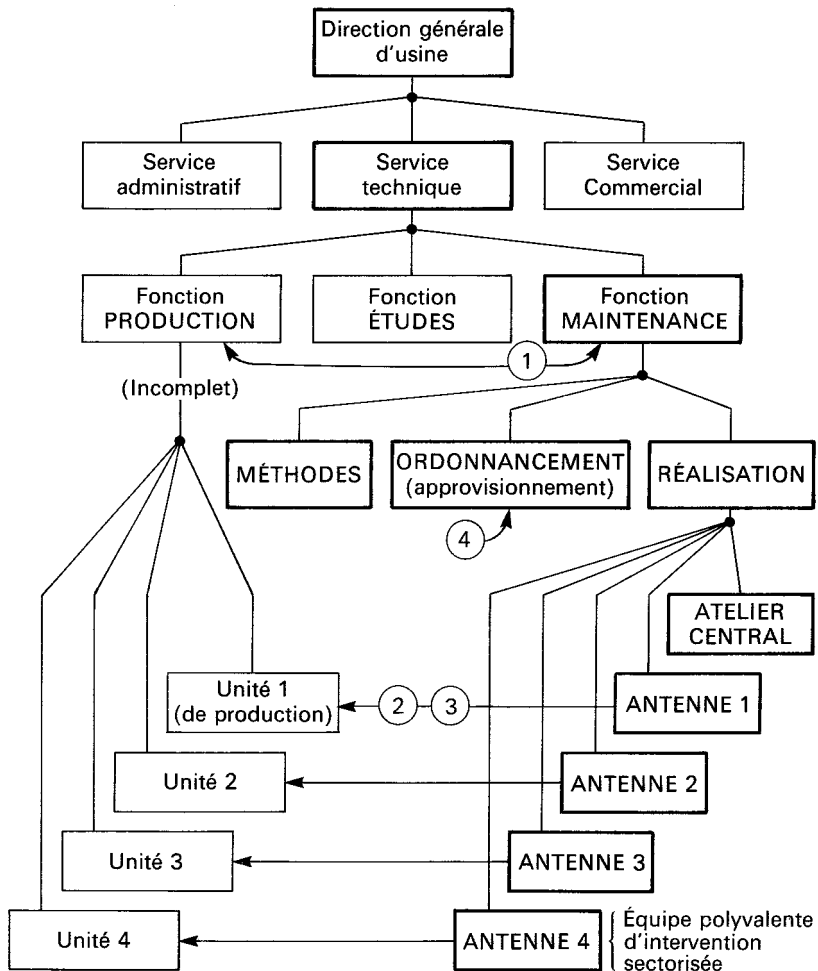 Direction générale
d'usine
Service
administratif
Service
technique
Service
Commercial
Fonction
PRODUCTION
Fonction
ÉTUDES
Fonction
MAINTENANCE
1
(Incomplet)
MÉTHODES
ORDONNANCEMENT
(approvisionnement)
RÉALISATION
4
ATELIER
CENTRAL
Unité 1
(de production)
2
3
ANTENNE 1
Unité 2
ANTENNE 2
Unité 3
ANTENNE 3
Unité 4
ANTENNE 4
Équipe polyvalente
d'intervention
sectorisée